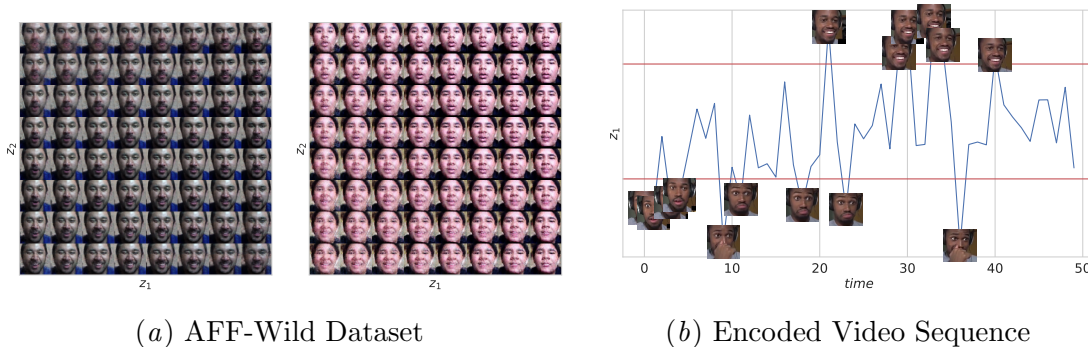 z₂
z₁
z₂
z₁
z₁
0 10 20 30 40 50
time
(a) AFF-Wild Dataset
(b) Encoded Video Sequence